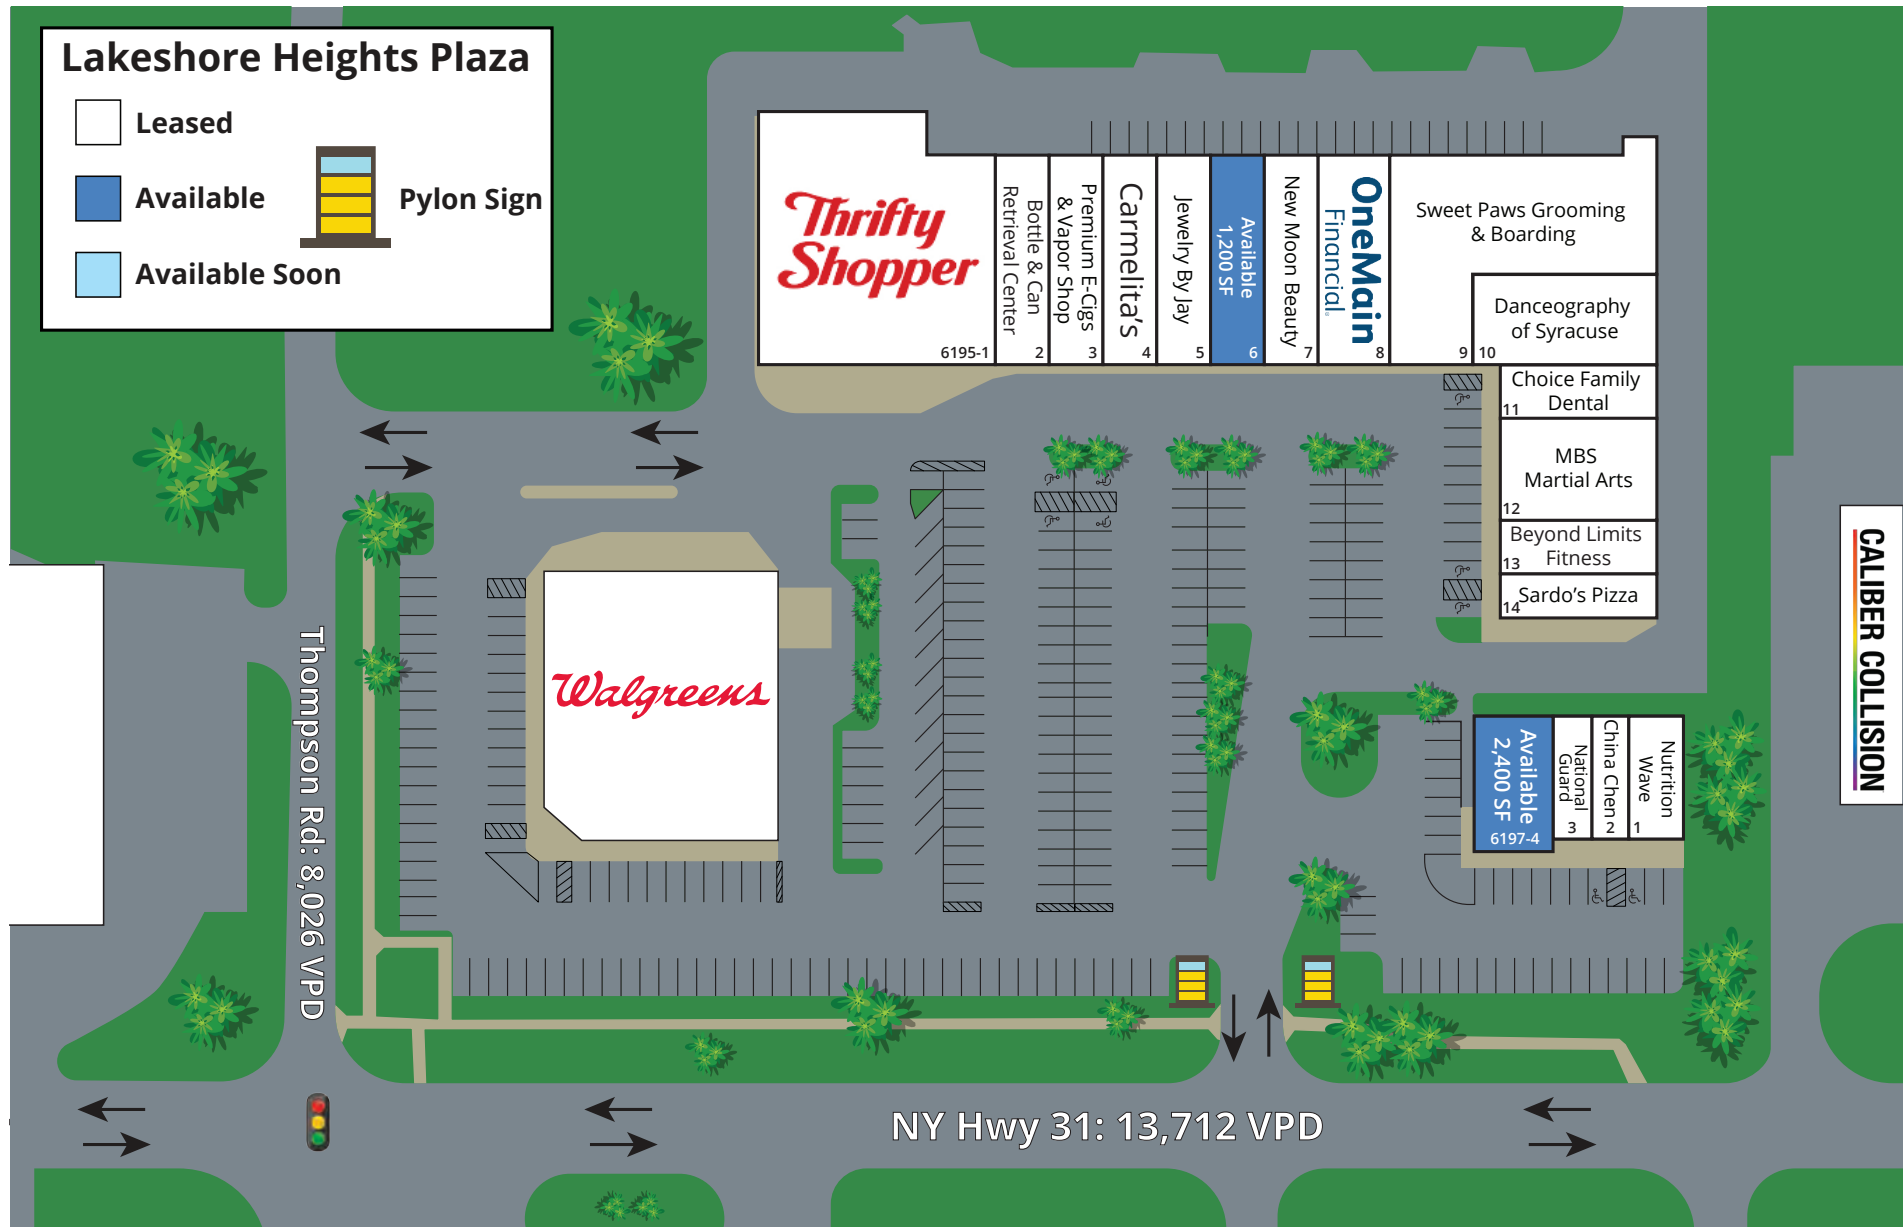 Lakeshore Heights Plaza
Leased
Available
Available Soon
Pylon Sign
Thrifty
Shopper
6195-1
Bottle & Can
Retrieval Center
2
Premium E-Cigs
& Vapor Shop
3
Carmelita's
4
Jewelry By Jay
5
Available
1,200 SF
6
New Moon Beauty
7
OneMain
Financial
8
Sweet Paws Grooming
& Boarding
9
Danceography
of Syracuse
10
Choice Family
Dental
11
MBS
Martial Arts
12
Beyond Limits
Fitness
13
Sardo's Pizza
14
Walgreens
Available
2,400 SF
6197-4
National
Guard
3
China Chen
2
Nutrition
Wave
1
CALIBER COLLISION
Thompson Rd: 8,026 VPD
NY Hwy 31: 13,712 VPD